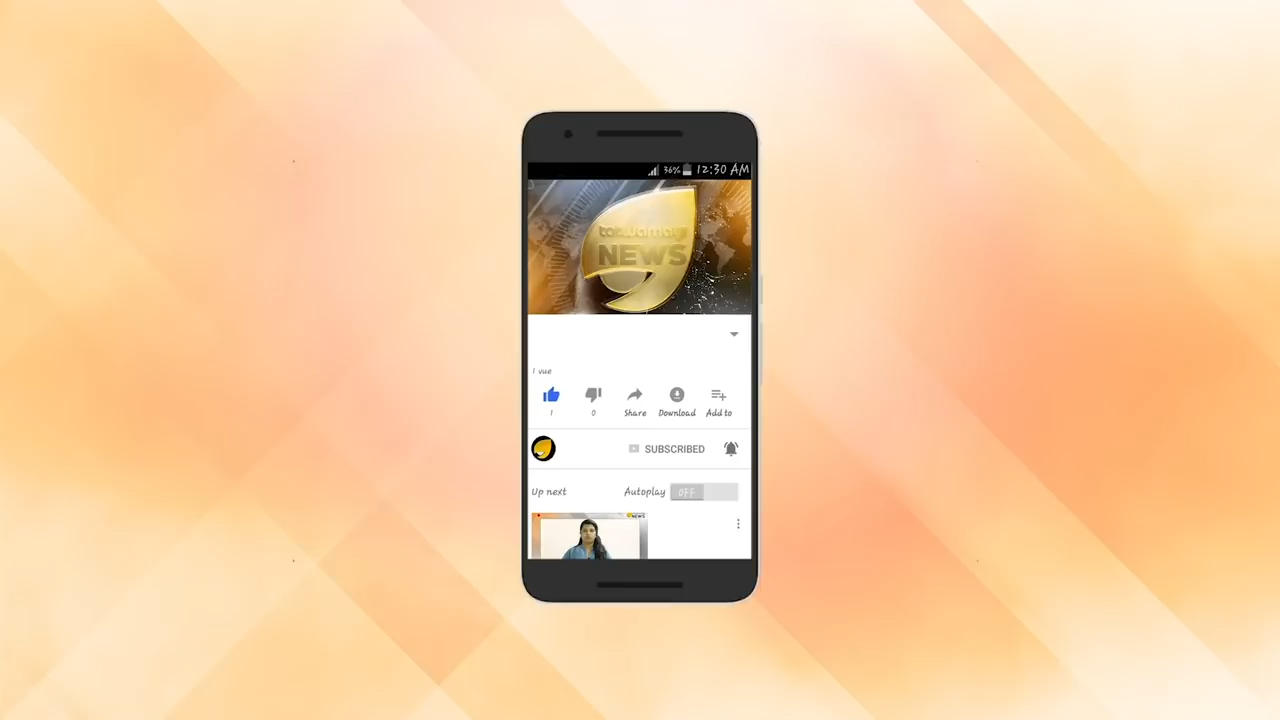 36% 12:30 AM
NEWS
1 vue
1 0 Share Download Add to
SUBSCRIBED
Up next Autoplay OFF
NEWS